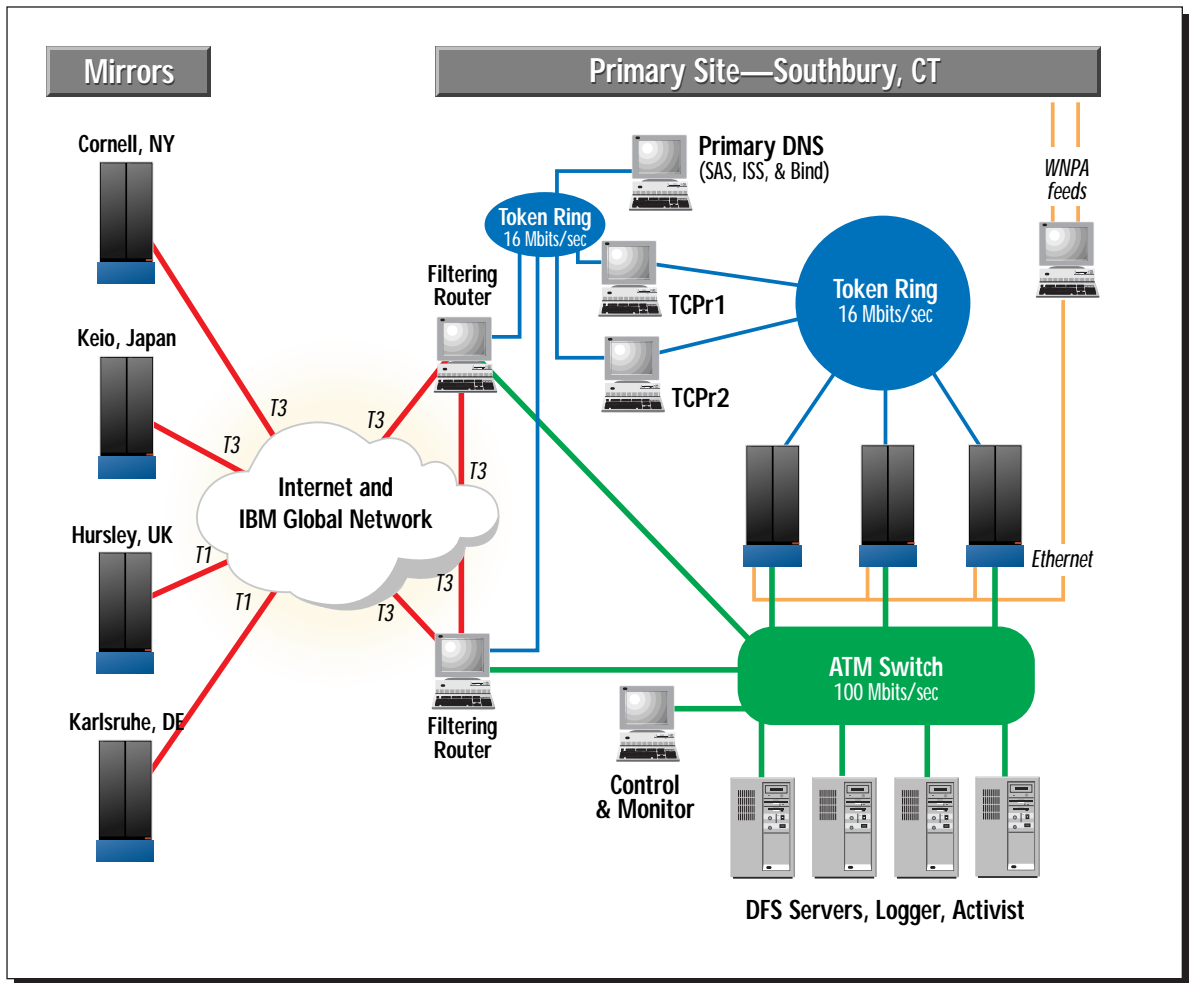 Mirrors
Primary Site—Southbury, CT
Cornell, NY
Keio, Japan
Hursley, UK
Karlsruhe, DE
T3
T3
T1
T1
Internet and
IBM Global Network
T3
T3
T3
T3
Filtering
Router
Filtering
Router
Token Ring
16 Mbits/sec
Primary DNS
(SAS, ISS, & Bind)
TCPr1
TCPr2
Token Ring
16 Mbits/sec
WNPA
feeds
Ethernet
ATM Switch
100 Mbits/sec
Control
& Monitor
DFS Servers, Logger, Activist